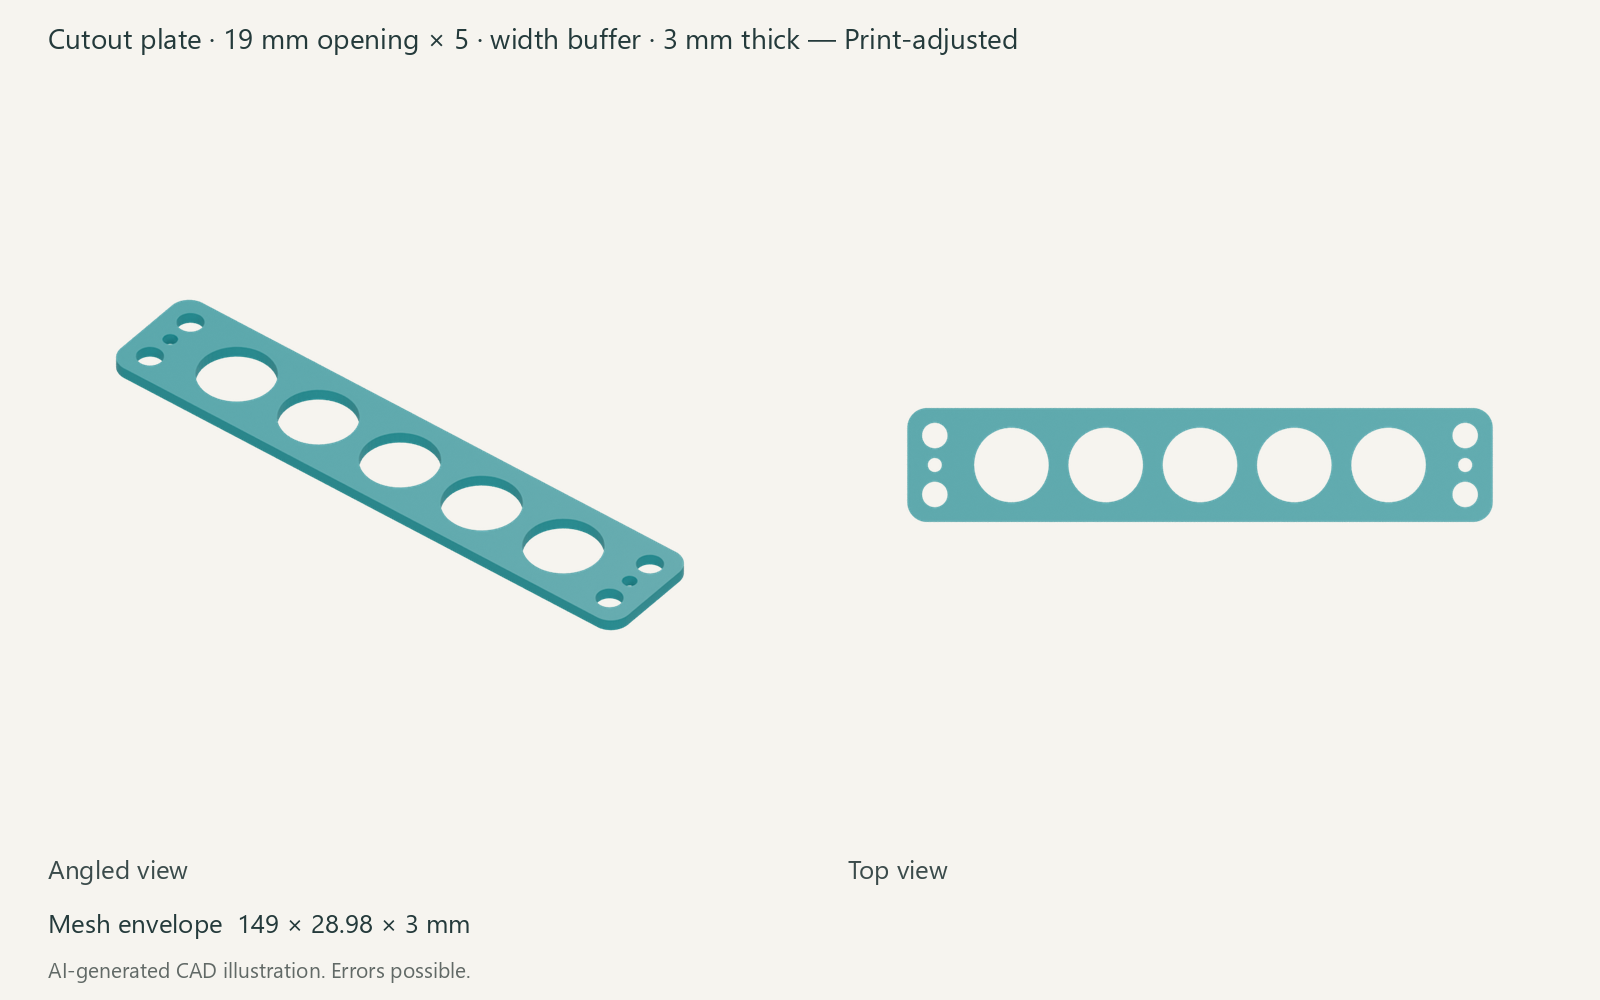 Cutout plate · 19 mm opening × 5 · width buffer · 3 mm thick — Print-adjusted
Angled view
Top view
Mesh envelope 149 × 28.98 × 3 mm
AI-generated CAD illustration. Errors possible.